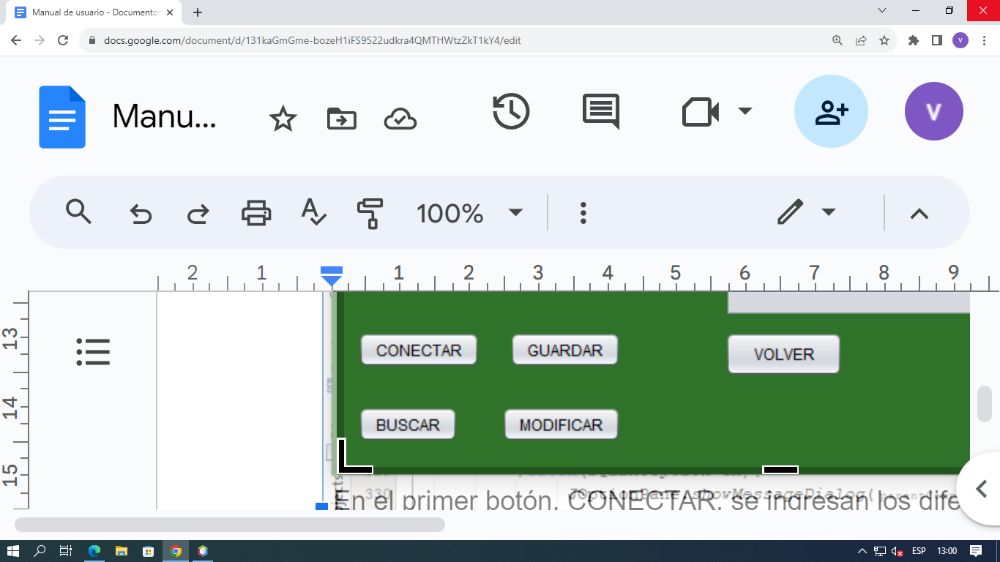 Manual de usuario - Documentos
docs.google.com/document/d/131kaGmGme-bozeH1iFS9522udkra4QMTHWtzZkT1kY4/edit
V
Manu...
V
100%
2 1 1 2 3 4 5 6 7 8 9
13
14
15
CONECTAR GUARDAR VOLVER
BUSCAR MODIFICAR
330 JOptionPane.showMessageDialog(
En el primer botón, CONECTAR, se ingresan los dife
ESP 13:00